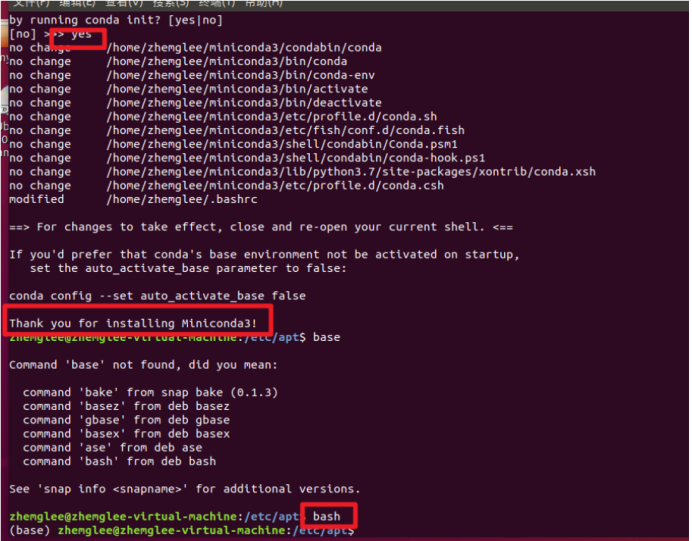 文件(F) 编辑(E) 查看(V) 搜索(S) 终端(T) 帮助(H)
by running conda init? [yes|no]
[no] >>> yes
no change     /home/zhemglee/miniconda3/condabin/conda
no change     /home/zhemglee/miniconda3/bin/conda
no change     /home/zhemglee/miniconda3/bin/conda-env
no change     /home/zhemglee/miniconda3/bin/activate
no change     /home/zhemglee/miniconda3/bin/deactivate
no change     /home/zhemglee/miniconda3/etc/profile.d/conda.sh
no change     /home/zhemglee/miniconda3/etc/fish/conf.d/conda.fish
no change     /home/zhemglee/miniconda3/shell/condabin/Conda.psm1
no change     /home/zhemglee/miniconda3/shell/condabin/conda-hook.ps1
no change     /home/zhemglee/miniconda3/lib/python3.7/site-packages/xontrib/conda.xsh
no change     /home/zhemglee/miniconda3/etc/profile.d/conda.csh
modified      /home/zhemglee/.bashrc
==> For changes to take effect, close and re-open your current shell. <==
If you'd prefer that conda's base environment not be activated on startup,
   set the auto_activate_base parameter to false:
conda config --set auto_activate_base false
Thank you for installing Miniconda3!
zhemglee@zhemglee-virtual-machine:/etc/apt$ base
Command 'base' not found, did you mean:
  command 'bake' from snap bake (0.1.3)
  command 'basez' from deb basez
  command 'gbase' from deb gbase
  command 'basex' from deb basex
  command 'ase' from deb ase
  command 'bash' from deb bash
See 'snap info <snapname>' for additional versions.
zhemglee@zhemglee-virtual-machine:/etc/apt$ bash
(base) zhemglee@zhemglee-virtual-machine:/etc/apt$